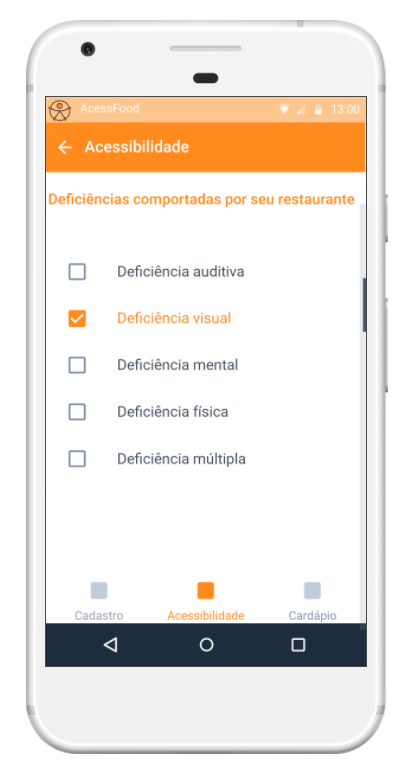 AcessFood
13:00
Acessibilidade
Deficiências comportadas por seu restaurante
Deficiência auditiva
Deficiência visual
Deficiência mental
Deficiência física
Deficiência múltipla
Cadastro
Acessibilidade
Cardápio